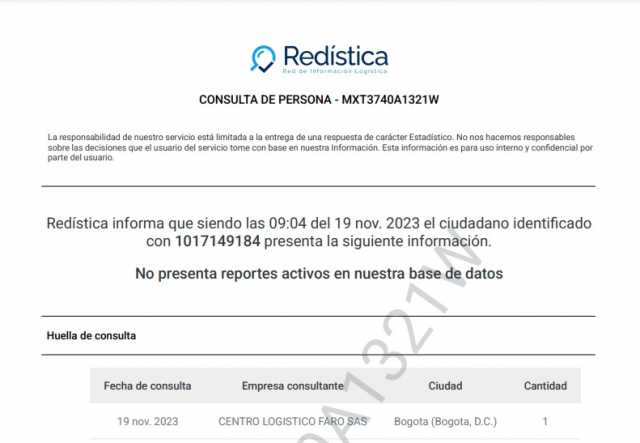 Redística
Red de Información Logística
CONSULTA DE PERSONA - MXT3740A1321W
La responsabilidad de nuestro servicio está limitada a la entrega de una respuesta de carácter Estadístico. No nos hacemos responsables
sobre las decisiones que el usuario del servicio tome con base en nuestra Información. Esta información es para uso interno y confidencial por
parte del usuario.
Redística informa que siendo las 09:04 del 19 nov. 2023 el ciudadano identificado
con 1017149184 presenta la siguiente información.
No presenta reportes activos en nuestra base de datos
Huella de consulta
Fecha de consulta Empresa consultante Ciudad Cantidad
19 nov. 2023 CENTRO LOGISTICO FARO SAS Bogota (Bogota, D.C.) 1
0A1321W